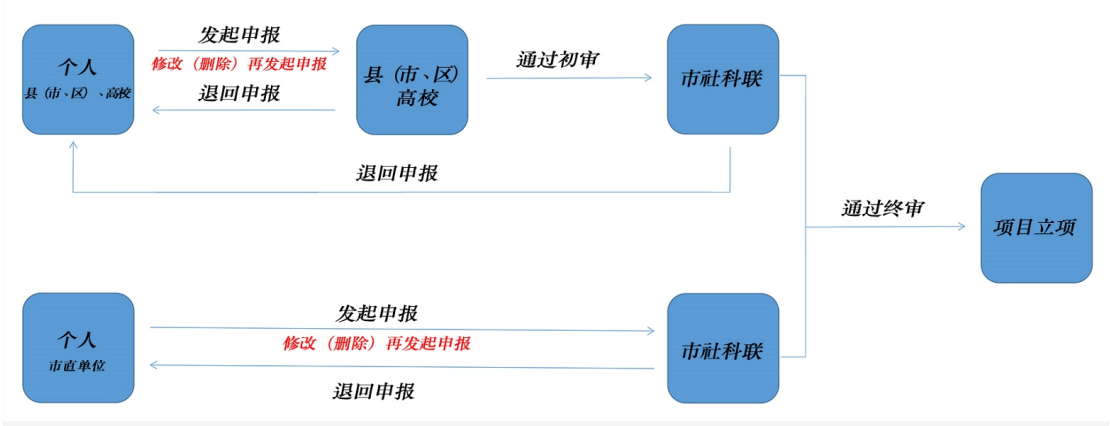 个人
县（市、区）、高校
发起申报
修改（删除）再发起申报
退回申报
县（市、区）
高校
通过初审
市社科联
退回申报
通过终审
项目立项
个人
市直单位
发起申报
修改（删除）再发起申报
退回申报
市社科联